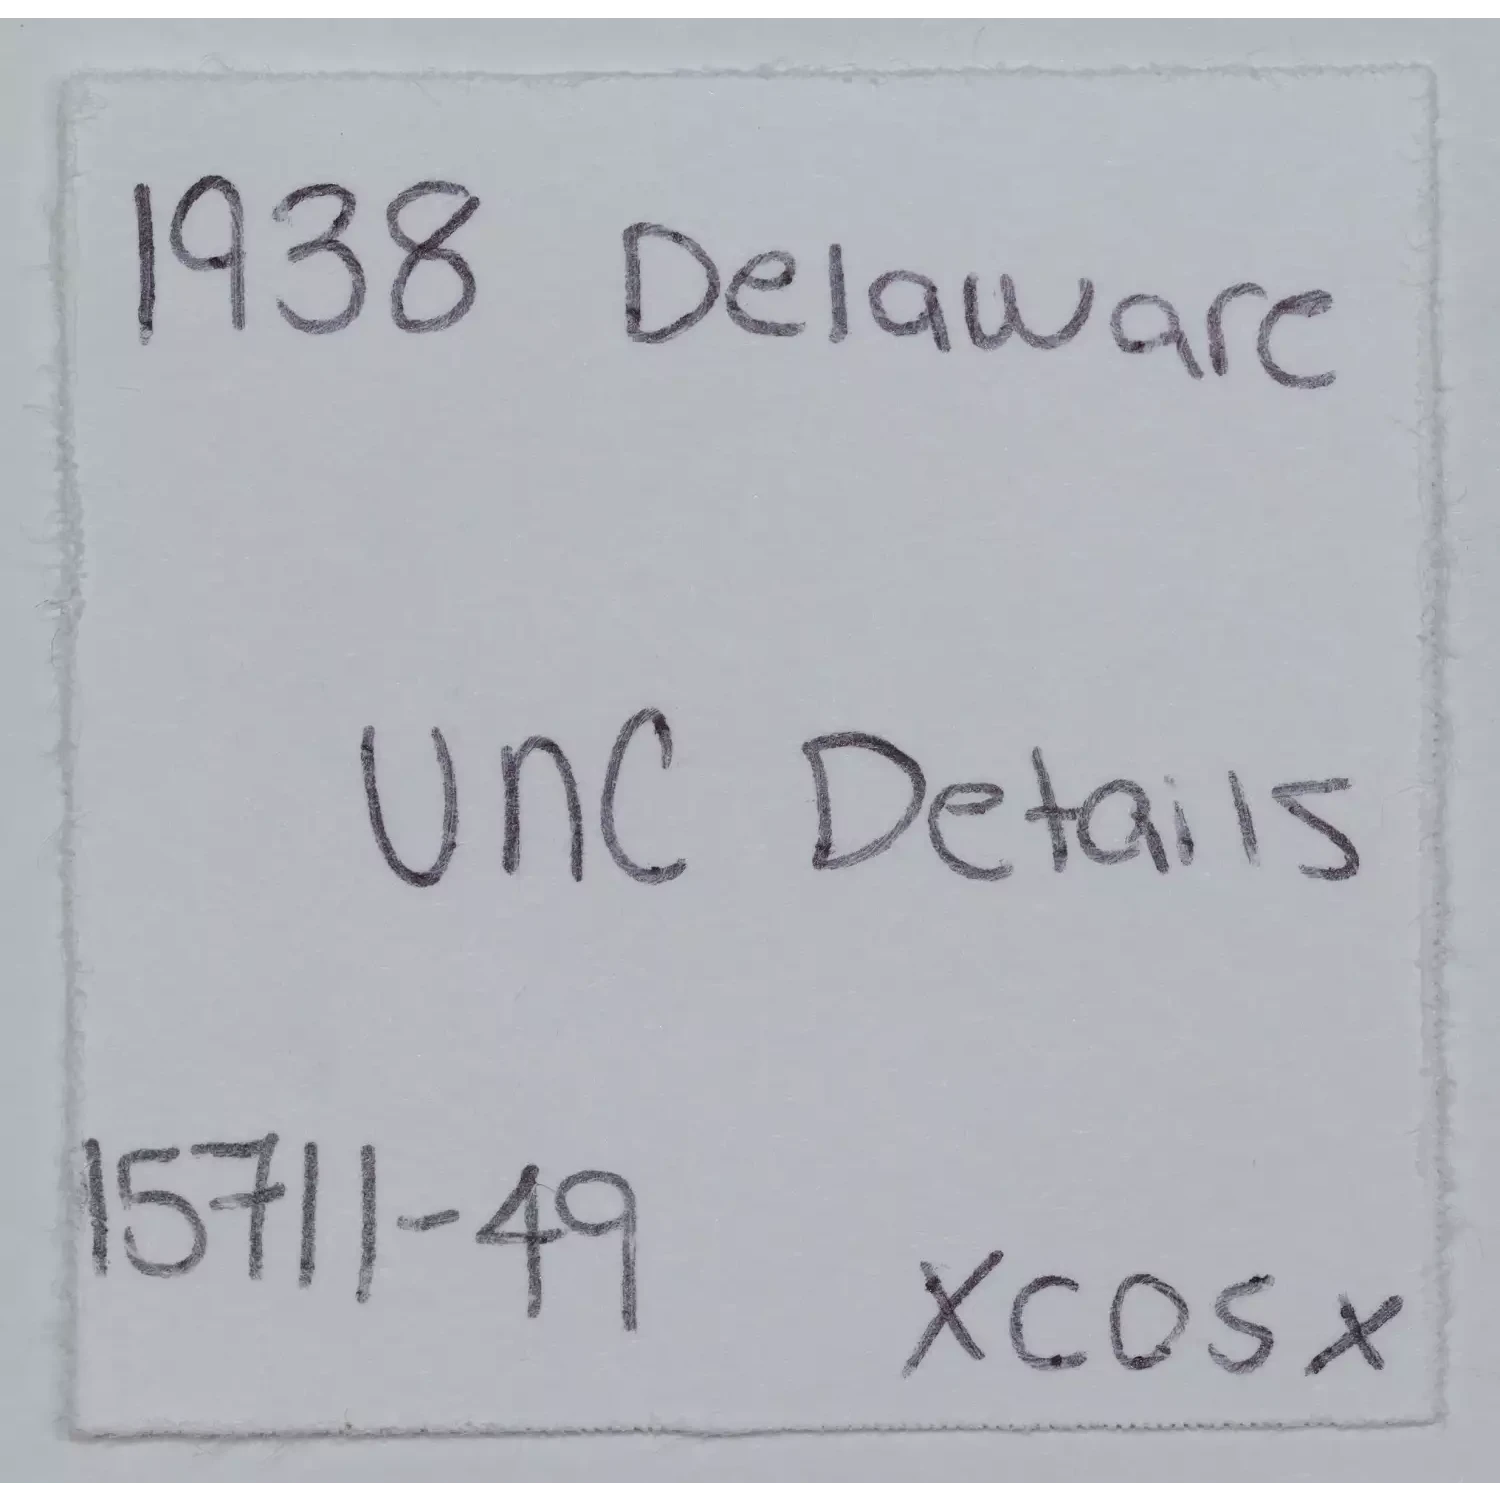 1938 Delaware
UNC Details
15711-49
XCOSX